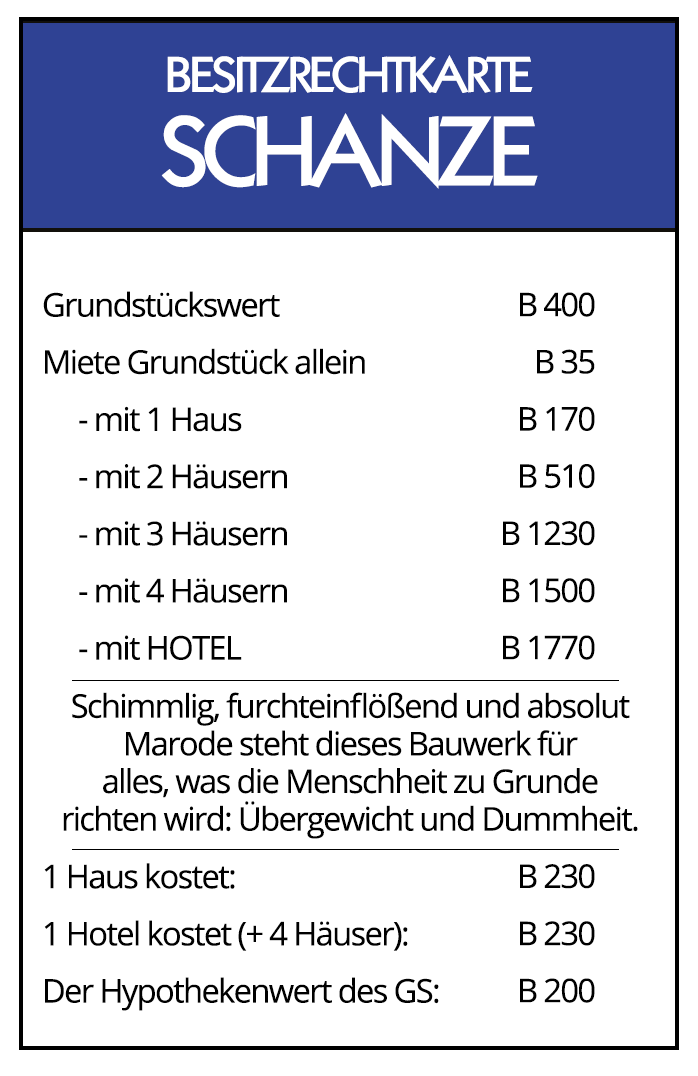 BESITZRECHTKARTE
SCHANZE
Grundstückswert B 400
Miete Grundstück allein B 35
- mit 1 Haus B 170
- mit 2 Häusern B 510
- mit 3 Häusern B 1230
- mit 4 Häusern B 1500
- mit HOTEL B 1770
Schimmlig, furchteinflößend und absolut
Marode steht dieses Bauwerk für
alles, was die Menschheit zu Grunde
richten wird: Übergewicht und Dummheit.
1 Haus kostet: B 230
1 Hotel kostet (+ 4 Häuser): B 230
Der Hypothekenwert des GS: B 200